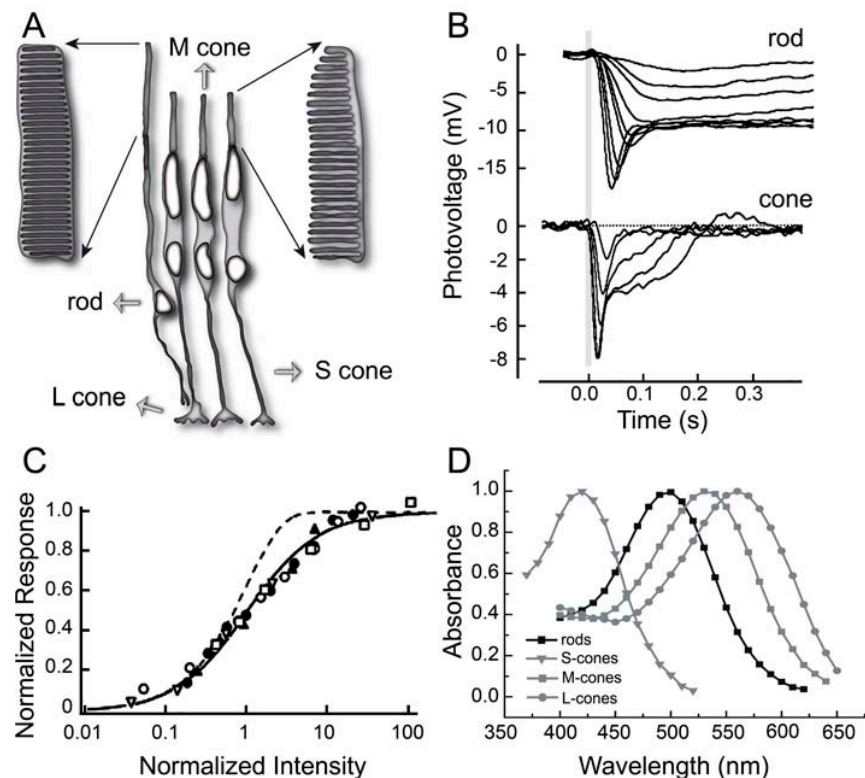 A
M cone
rod
L cone
S cone
B
rod
0
-5
-10
-15
cone
0
-2
-4
-6
-8
Photovoltage (mV)
0.0 0.1 0.2 0.3
Time (s)
C
1.0
0.8
0.6
0.4
0.2
0
Normalized Response
0.01 0.1 1 10 100
Normalized Intensity
D
1.0
0.8
0.6
0.4
0.2
0.0
Absorbance
rods
S-cones
M-cones
L-cones
350 400 450 500 550 600 650
Wavelength (nm)